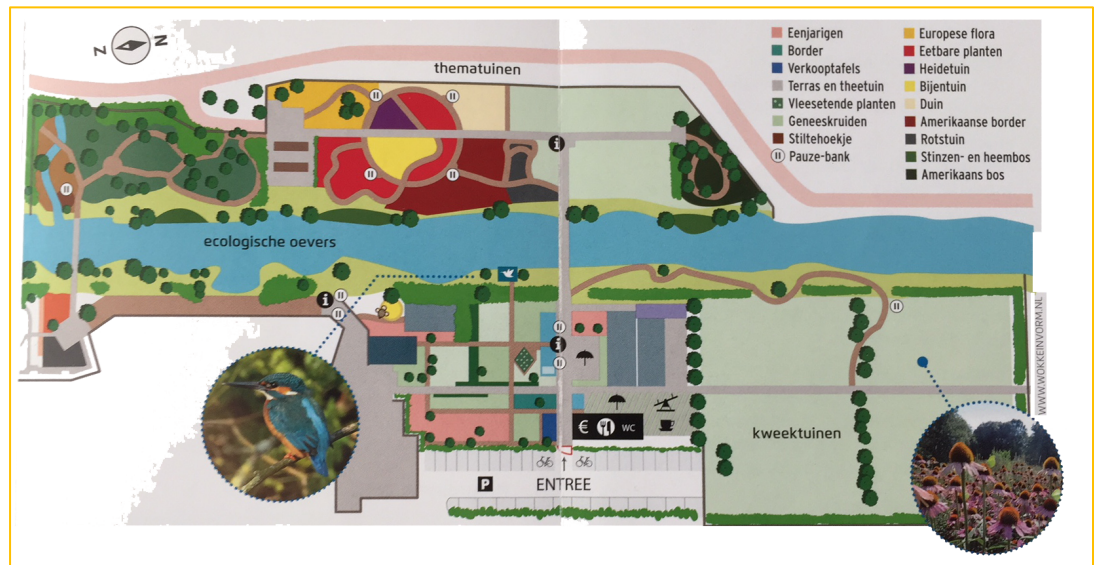 Z N
thematuinen
Eenjarigen
Border
Verkooptafels
Terras en theetuin
Vleesetende planten
Geneeskruiden
Stiltehoekje
Pauze-bank
Europese flora
Eetbare planten
Heidetuin
Bijentuin
Duin
Amerikaanse border
Rotstuin
Stinzen- en heembos
Amerikaans bos
i
ecologische oevers
i
i
€ WC
kweektuinen
P
ENTREE
WWW.WOKKEINVORM.NL